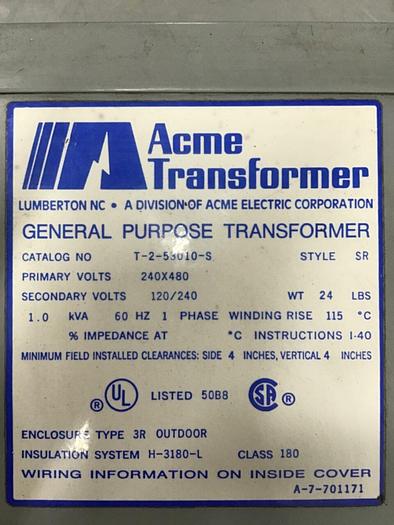 Acme
Transformer
LUMBERTON NC • A DIVISION OF ACME ELECTRIC CORPORATION
GENERAL PURPOSE TRANSFORMER
CATALOG NO T-2-53010-S STYLE SR
PRIMARY VOLTS 240X480
SECONDARY VOLTS 120/240 WT 24 LBS
1.0 kVA 60 HZ 1 PHASE WINDING RISE 115 °C
% IMPEDANCE AT °C INSTRUCTIONS I-40
MINIMUM FIELD INSTALLED CLEARANCES: SIDE 4 INCHES, VERTICAL 4 INCHES
® UL LISTED 50B8 SA ®
ENCLOSURE TYPE 3R OUTDOOR
INSULATION SYSTEM H-3180-L CLASS 180
WIRING INFORMATION ON INSIDE COVER
A-7-701171